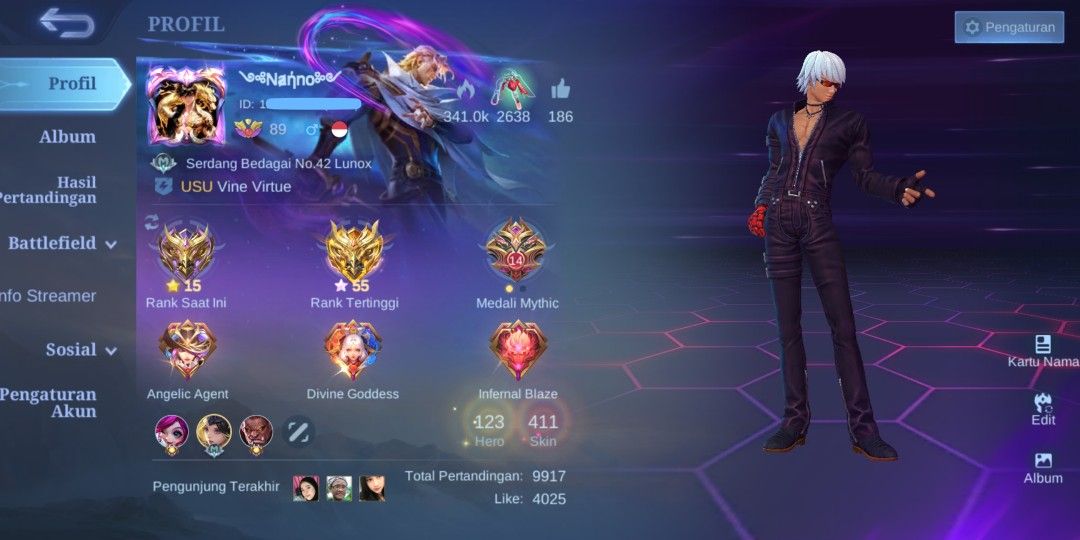 PROFIL
Pengaturan
Profil
Album
Hasil
Pertandingan
Battlefield
nfo Streamer
Sosial
Pengaturan
Akun
Naήno
ID: 1
89
341.0k 2638 186
Serdang Bedagai No.42 Lunox
USU Vine Virtue
15
Rank Saat Ini
55
Rank Tertinggi
14
Medali Mythic
Angelic Agent
Divine Goddess
Infernal Blaze
123
Hero
411
Skin
Pengunjung Terakhir
Total Pertandingan: 9917
Like: 4025
Kartu Nama
Edit
Album